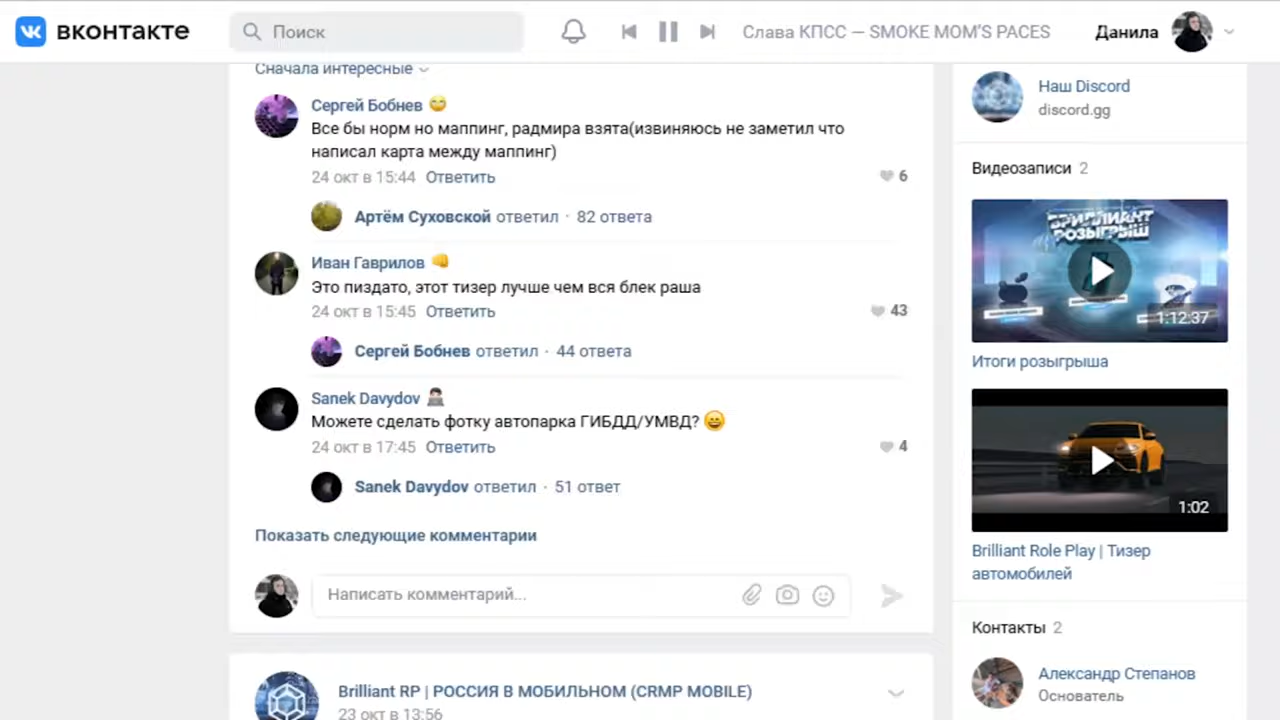 вконтакте
Поиск
Слава КПСС — SMOKE MOM'S PACES
Данила
Сначала интересные
Сергей Бобнев
Все бы норм но маппинг, радмира взята(извиняюсь не заметил что
написал карта между маппинг)
24 окт в 15:44 Ответить
6
Артём Суховской ответил · 82 ответа
Иван Гаврилов
Это пиздато, этот тизер лучше чем вся блек раша
24 окт в 15:45 Ответить
43
Сергей Бобнев ответил · 44 ответа
Sanek Davydov
Можете сделать фотку автопарка ГИБДД/УМВД? 😄
24 окт в 17:45 Ответить
4
Sanek Davydov ответил · 51 ответ
Показать следующие комментарии
Написать комментарий...
Brilliant RP | РОССИЯ В МОБИЛЬНОМ (CRMP MOBILE)
23 окт в 13:56
Наш Discord
discord.gg
Видеозаписи 2
БРИЛЛИАНТ
РОЗЫГРЫШ
1:12:37
Итоги розыгрыша
1:02
Brilliant Role Play | Тизер
автомобилей
Контакты 2
Александр Степанов
Основатель